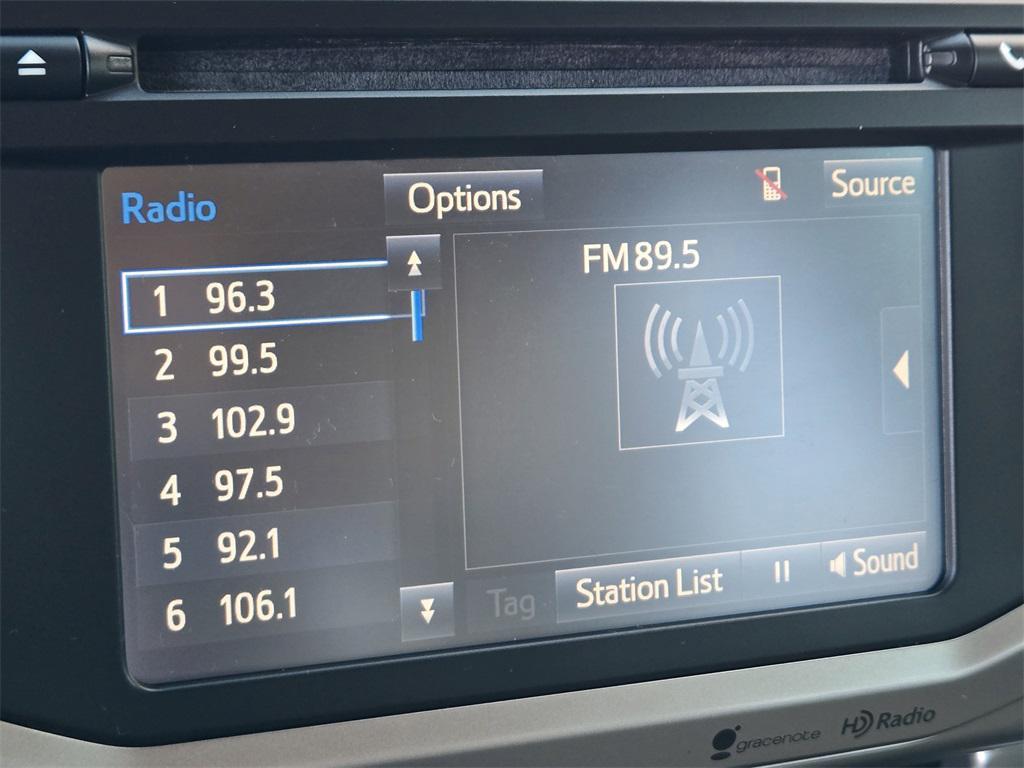 Radio
Options
Source
1 96.3
2 99.5
3 102.9
4 97.5
5 92.1
6 106.1
FM 89.5
Tag
Station List
Sound
gracenote
HD Radio